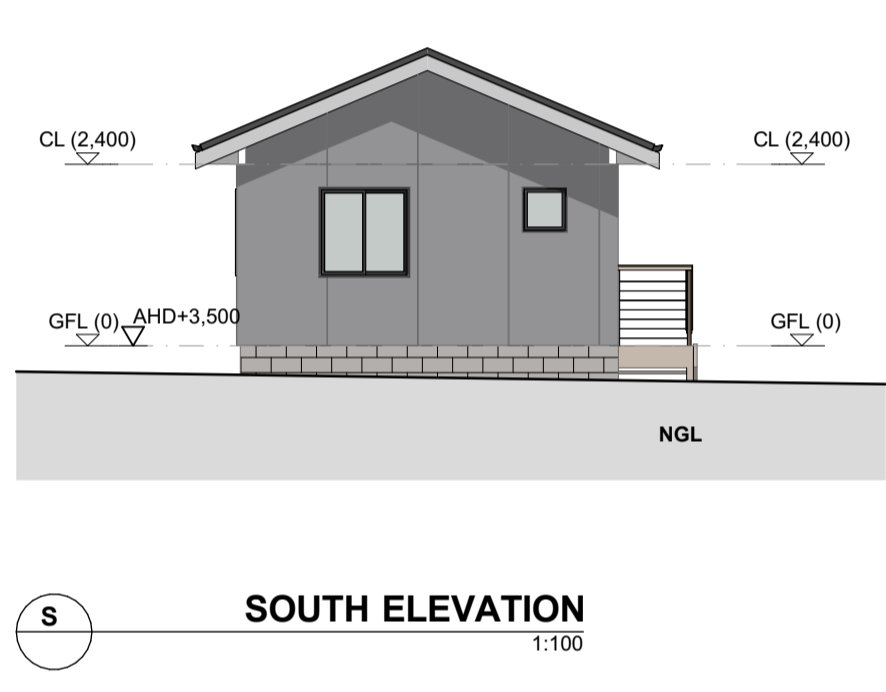 CL (2,400)
CL (2,400)
GFL (0)
AHD+3,500
GFL (0)
NGL
S
SOUTH ELEVATION
1:100